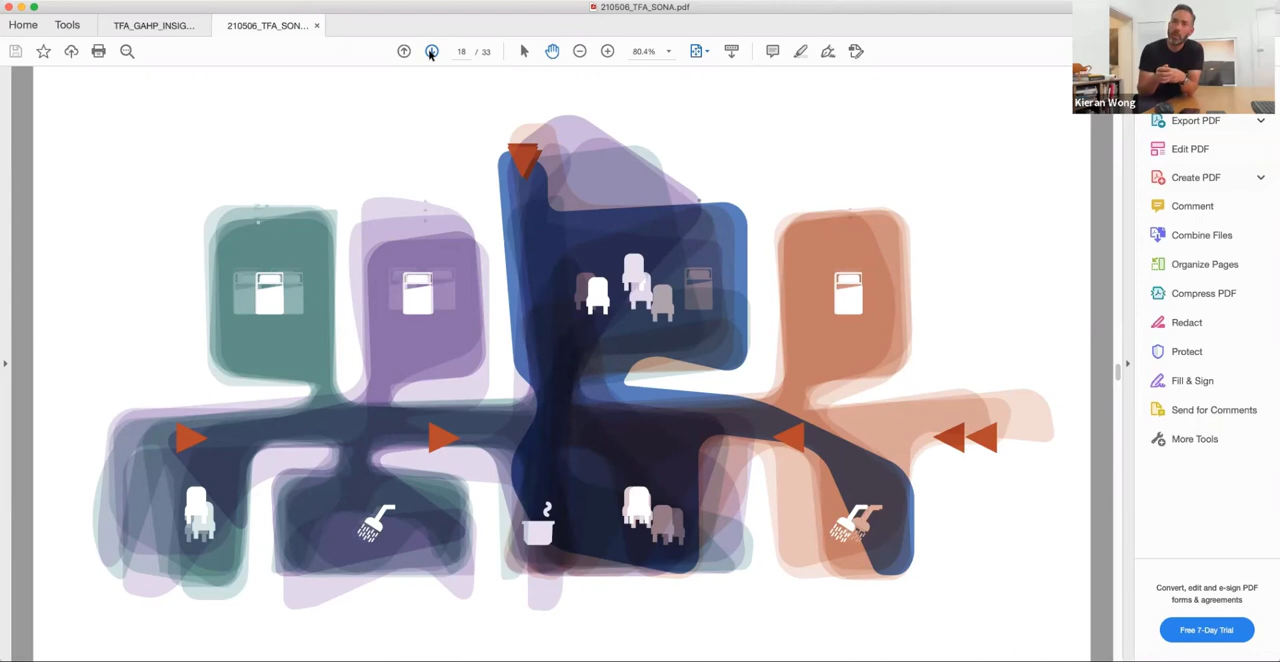 210506_TFA_SONA.pdf
Home
Tools
TFA_GAHP_INSIG...
210506_TFA_SON...
18 / 33
80.4%
Kieran Wong
Export PDF
Edit PDF
Create PDF
Comment
Combine Files
Organize Pages
Compress PDF
Redact
Protect
Fill & Sign
Send for Comments
More Tools
Convert, edit and e-sign PDF
forms & agreements
Free 7-Day Trial